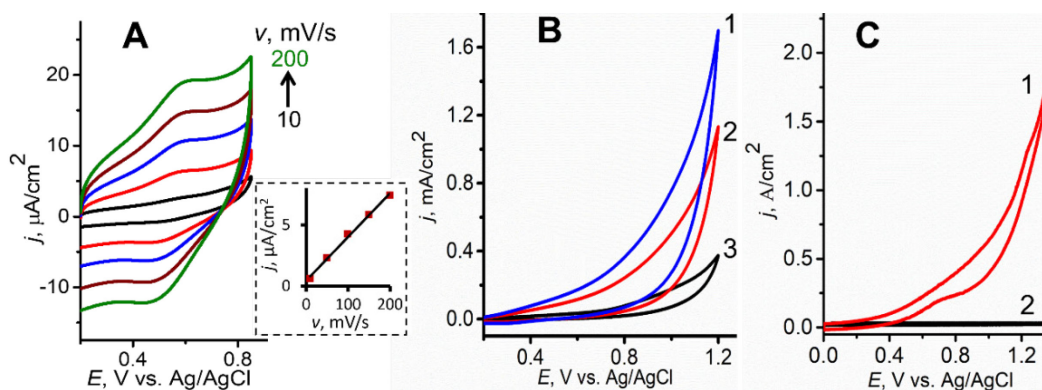 A
v, mV/s
200
10
j, μA/cm²
20
10
0
-10
0.4
0.8
E, V vs. Ag/AgCl
j, μA/cm²
5
0
0
100
200
v, mV/s
B
1
2
3
j, mA/cm²
1.6
1.2
0.8
0.4
0.0
0.4
0.8
1.2
E, V vs. Ag/AgCl
C
1
2
j, A/cm²
2.0
1.5
1.0
0.5
0.0
0.0
0.4
0.8
1.2
E, V vs. Ag/AgCl